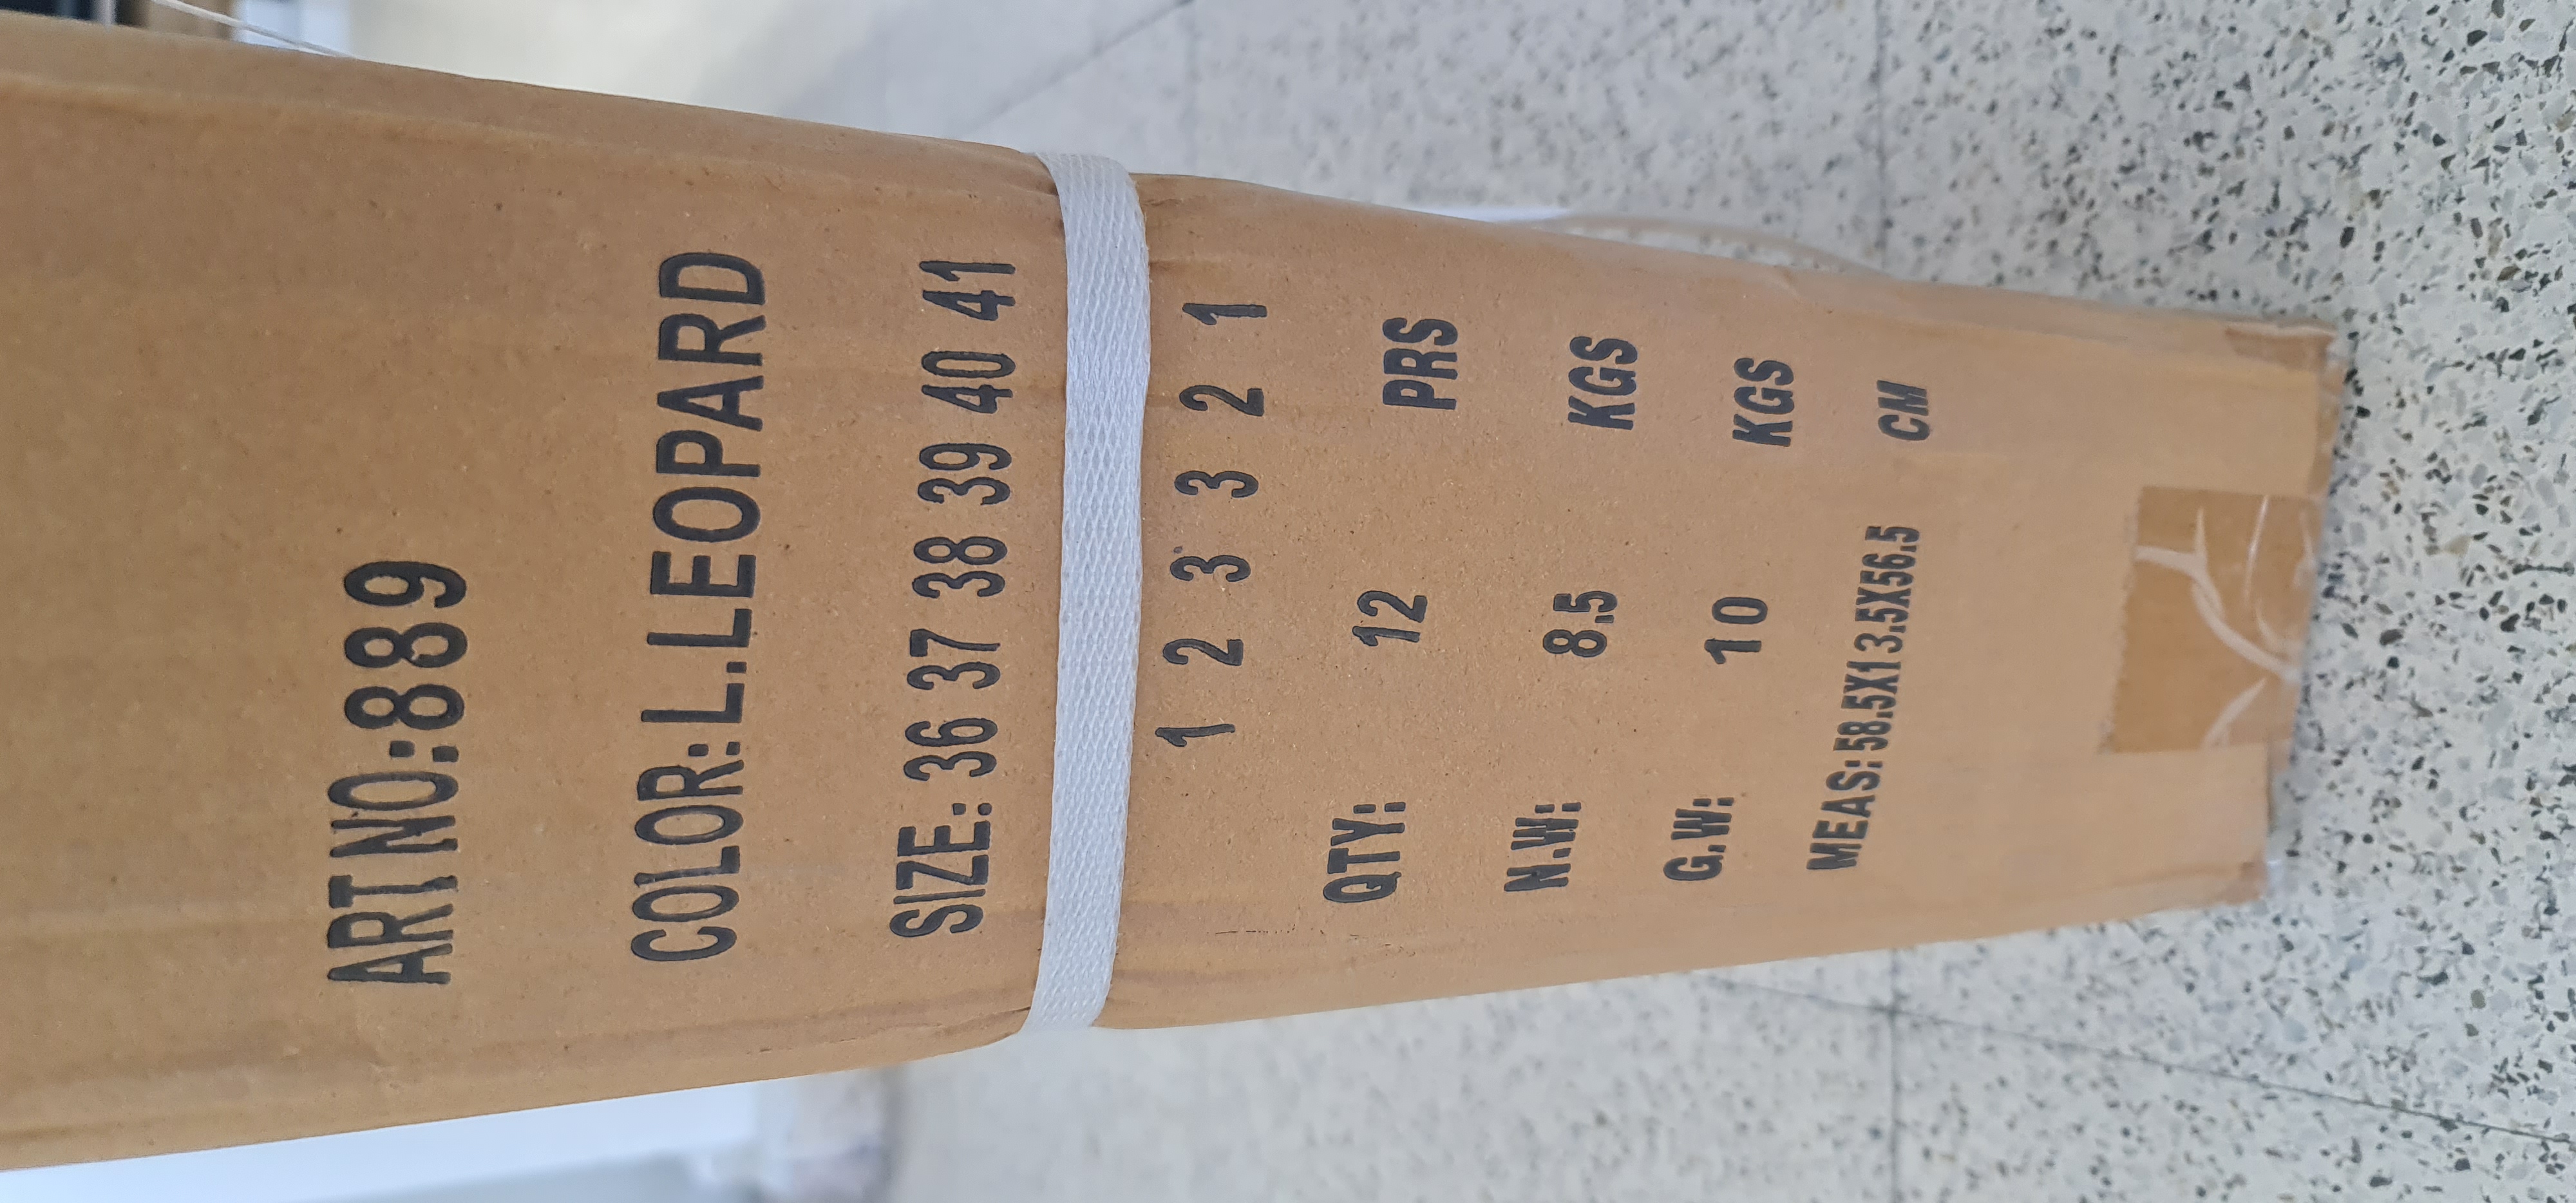 ART NO:889
COLOR:L.LEOPARD
SIZE: 36 37 38 39 40 41
1 2 3 3 2 1
QTY: 12 PRS
N.W: 8.5 KGS
G.W: 10 KGS
MEAS: 58.5X13.5X56.5 CM